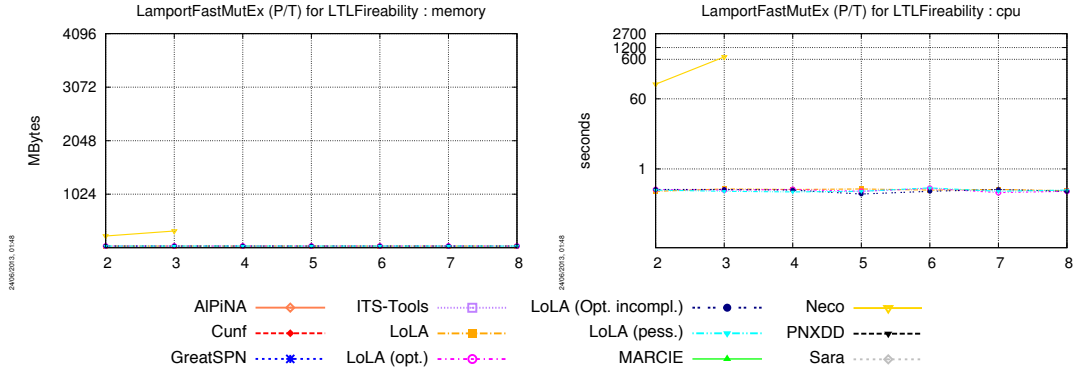 LamportFastMutEx (P/T) for LTLFireability : memory
4096
3072
2048
1024
MBytes
2 3 4 5 6 7 8
24/06/2013, 01:48
LamportFastMutEx (P/T) for LTLFireability : cpu
2700
1200
600
60
1
seconds
2 3 4 5 6 7 8
24/06/2013, 01:48
AlPiNA
Cunf
GreatSPN
ITS-Tools
LoLA
LoLA (opt.)
LoLA (Opt. incompl.)
LoLA (pess.)
MARCIE
Neco
PNXDD
Sara